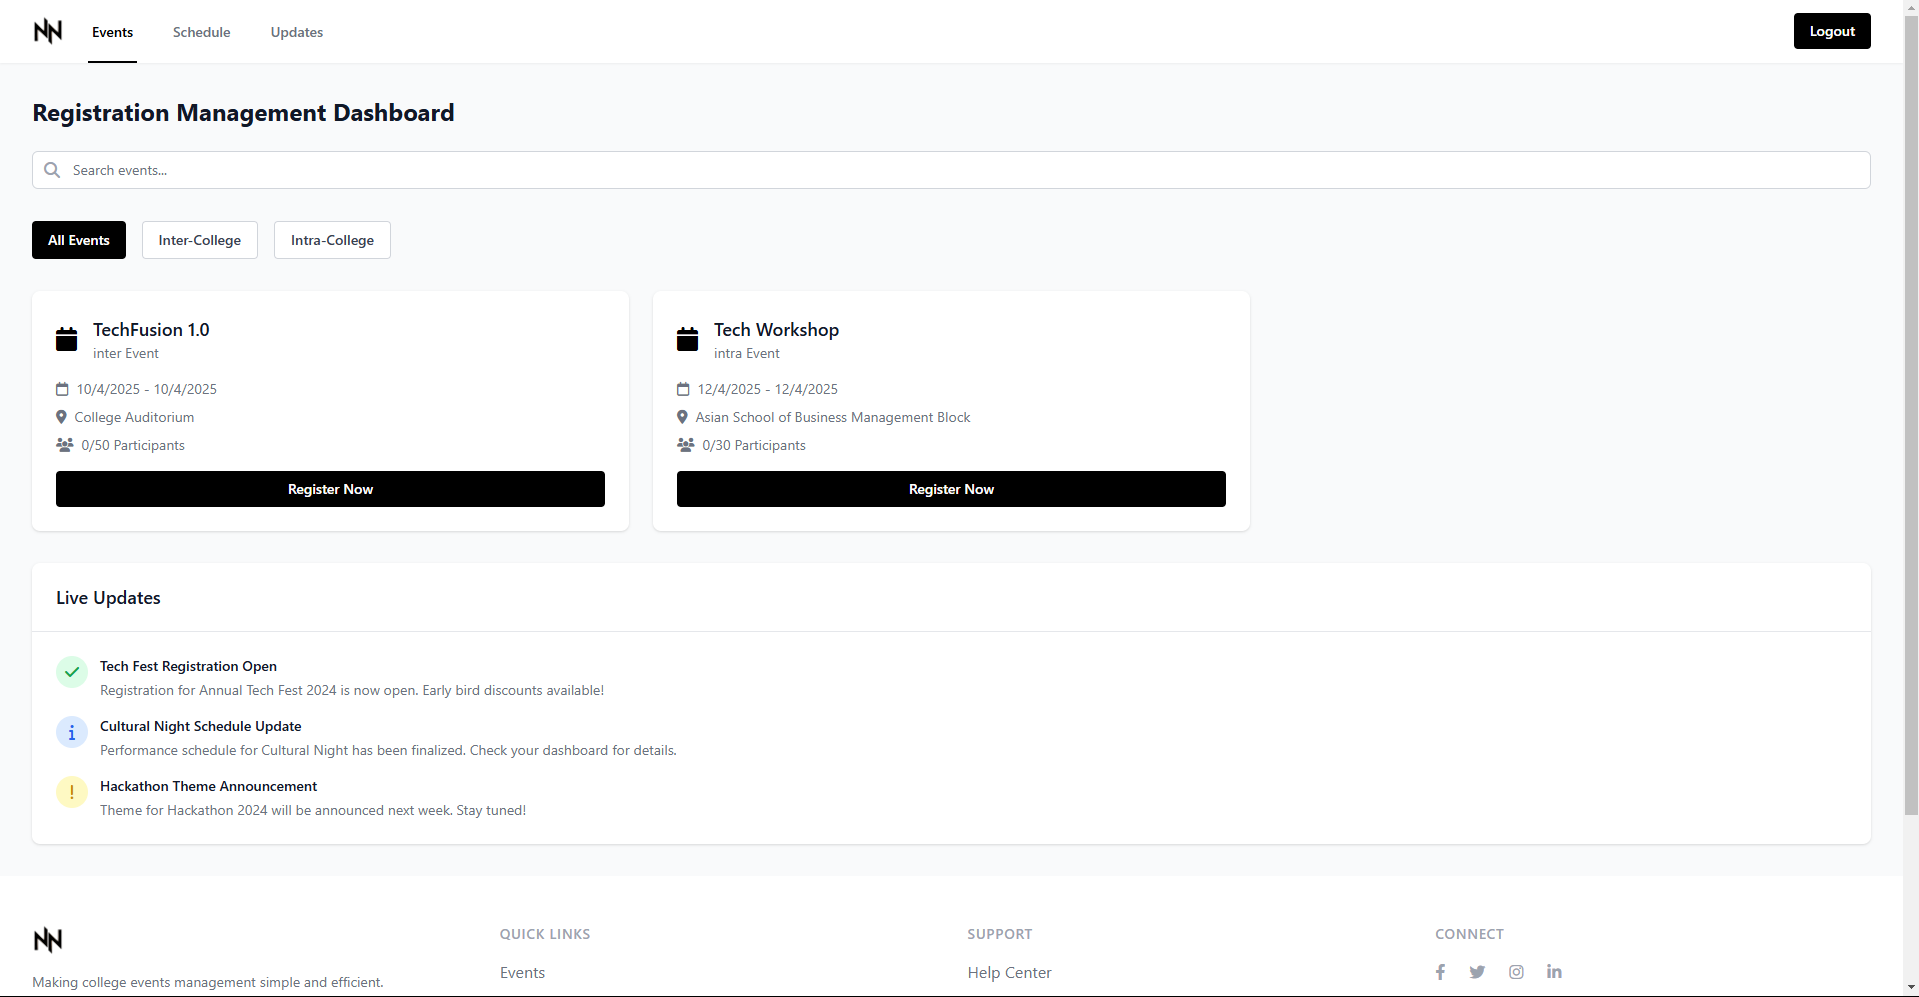 NN
Events
Schedule
Updates
Logout
Registration Management Dashboard
Search events...
All Events
Inter-College
Intra-College
TechFusion 1.0
inter Event
10/4/2025 - 10/4/2025
College Auditorium
0/50 Participants
Register Now
Tech Workshop
intra Event
12/4/2025 - 12/4/2025
Asian School of Business Management Block
0/30 Participants
Register Now
Live Updates
Tech Fest Registration Open
Registration for Annual Tech Fest 2024 is now open. Early bird discounts available!
Cultural Night Schedule Update
Performance schedule for Cultural Night has been finalized. Check your dashboard for details.
Hackathon Theme Announcement
Theme for Hackathon 2024 will be announced next week. Stay tuned!
NN
Making college events management simple and efficient.
QUICK LINKS
Events
SUPPORT
Help Center
CONNECT